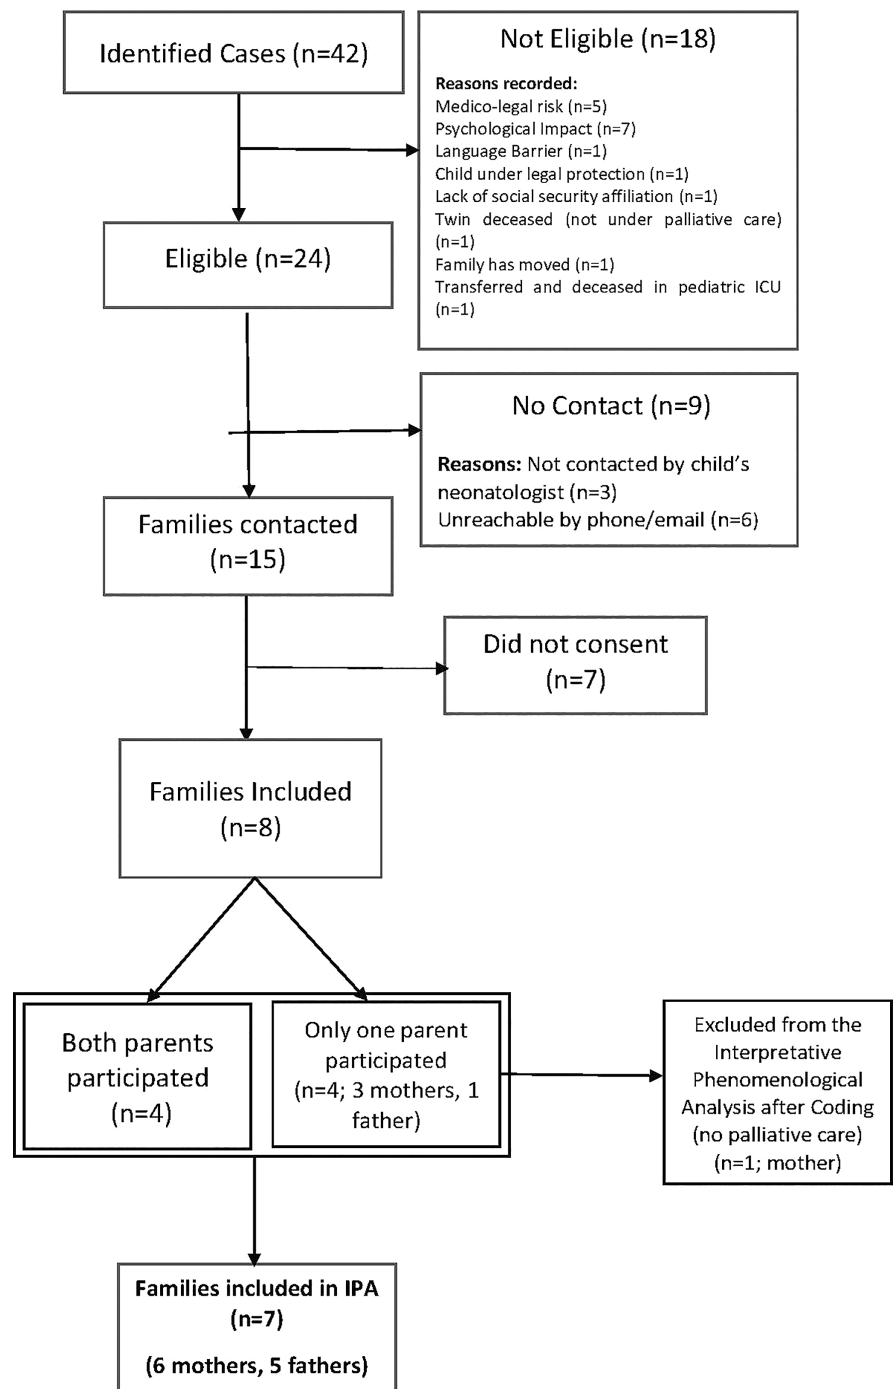 Identified Cases (n=42)
Not Eligible (n=18)
Reasons recorded:
Medico-legal risk (n=5)
Psychological Impact (n=7)
Language Barrier (n=1)
Child under legal protection (n=1)
Lack of social security affiliation (n=1)
Twin deceased (not under palliative care)
(n=1)
Family has moved (n=1)
Transferred and deceased in pediatric ICU
(n=1)
Eligible (n=24)
No Contact (n=9)
Reasons: Not contacted by child's
neonatologist (n=3)
Unreachable by phone/email (n=6)
Families contacted
(n=15)
Did not consent
(n=7)
Families Included
(n=8)
Both parents
participated
(n=4)
Only one parent
participated
(n=4; 3 mothers, 1
father)
Excluded from the
Interpretative
Phenomenological
Analysis after Coding
(no palliative care)
(n=1; mother)
Families included in IPA
(n=7)
(6 mothers, 5 fathers)